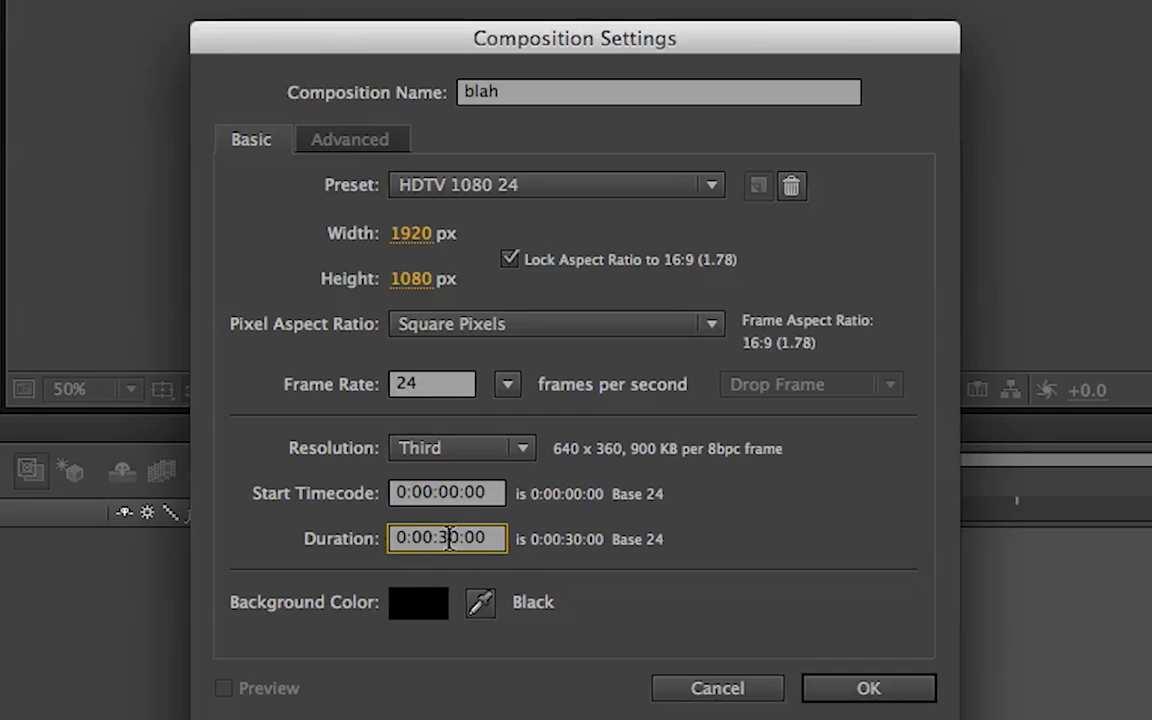 Composition Settings
Composition Name: blah
Basic Advanced
Preset: HDTV 1080 24
Width: 1920 px
Lock Aspect Ratio to 16:9 (1.78)
Height: 1080 px
Pixel Aspect Ratio: Square Pixels
Frame Aspect Ratio:
16:9 (1.78)
50%
Frame Rate: 24 frames per second Drop Frame
+0.0
Resolution: Third 640 x 360, 900 KB per 8bpc frame
Start Timecode: 0:00:00:00 is 0:00:00:00 Base 24
Duration: 0:00:30:00 is 0:00:30:00 Base 24
Background Color: Black
Preview Cancel OK